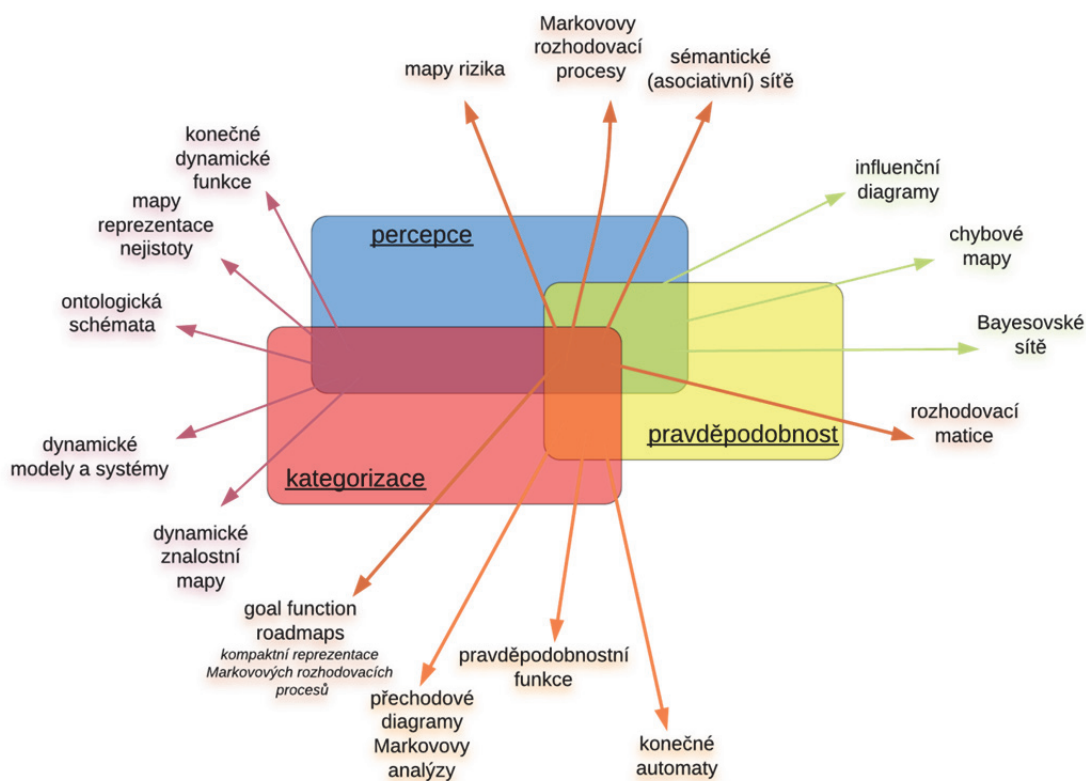 Markovovy
rozhodovací
procesy
mapy rizika
sémantické
(asociativní) síťě
konečné
dynamické
funkce
influenční
diagramy
mapy
reprezentace
nejistoty
percepce
chybové
mapy
ontologická
schémata
Bayesovské
sítě
rozhodovací
matice
pravděpodobnost
dynamické
modely a systémy
kategorizace
dynamické
znalostní
mapy
goal function
roadmaps
kompaktní reprezentace
Markovových rozhodovacích
procesů
pravděpodobnostní
funkce
přechodové
diagramy
Markovovy
analýzy
konečné
automaty